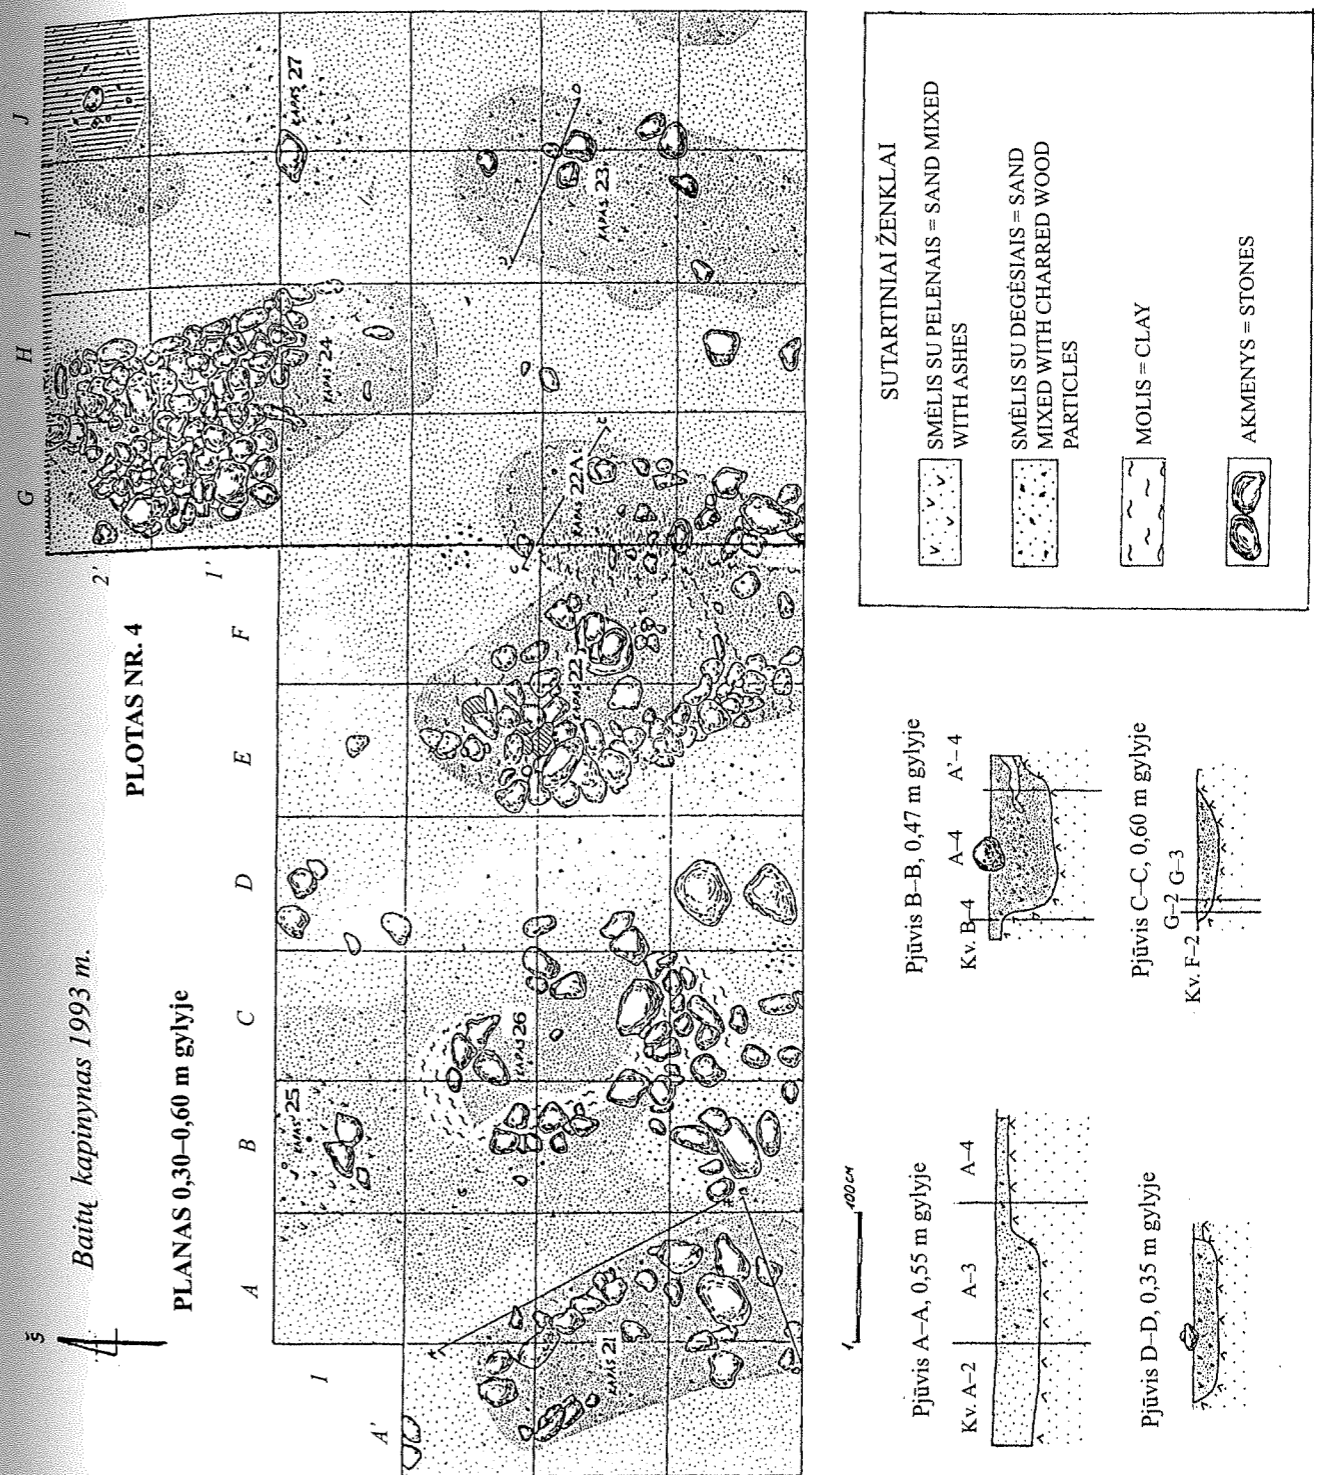 Baitų kapinynas 1993 m.
PLANAS 0,30–0,60 m gylyje
PLOTAS NR. 4
Š
A'
A
B
C
D
E
F
G
H
I
J
2'
1'
1
KAPAS 21
KAPAS 22
KAPAS 22A
KAPAS 23
KAPAS 24
KAPAS 25
KAPAS 26
KAPAS 27
C
C
D
1 100 CM
SUTARTINIAI ŽENKLAI
SMĖLIS SU PELENAIS = SAND MIXED
WITH ASHES
SMĖLIS SU DEGĖSIAIS = SAND
MIXED WITH CHARRED WOOD
PARTICLES
MOLIS = CLAY
AKMENYS = STONES
Pjūvis A–A, 0,55 m gylyje
Kv. A–2 A–3 A–4
Pjūvis B–B, 0,47 m gylyje
Kv. B–4 A–4 A'–4
Pjūvis D–D, 0,35 m gylyje
Pjūvis C–C, 0,60 m gylyje
Kv. F–2 G–2 G–3